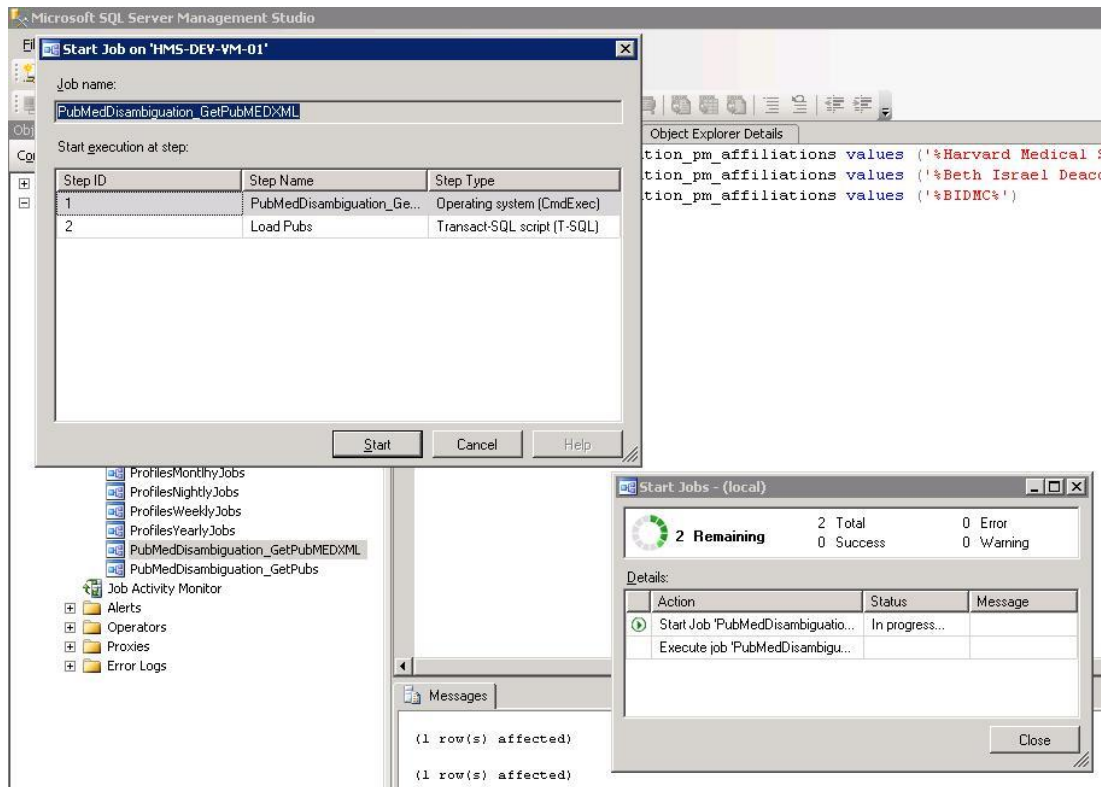 Microsoft SQL Server Management Studio
Start Job on 'HMS-DEV-VM-01'
Job name:
PubMedDisambiguation_GetPubMEDXML
Start execution at step:
Step ID Step Name Step Type
1 PubMedDisambiguation_Ge... Operating system (CmdExec)
2 Load Pubs Transact-SQL script (T-SQL)
Start Cancel Help
Object Explorer Details
tion_pm_affiliations values ('%Harvard Medical S
tion_pm_affiliations values ('%Beth Israel Deaco
tion_pm_affiliations values ('%BIDMC%')
ProfilesMontlhyJobs
ProfilesNightlyJobs
ProfilesWeeklyJobs
ProfilesYearlyJobs
PubMedDisambiguation_GetPubMEDXML
PubMedDisambiguation_GetPubs
Job Activity Monitor
Alerts
Operators
Proxies
Error Logs
Start Jobs - (local)
2 Remaining
2 Total 0 Error
0 Success 0 Warning
Details:
Action Status Message
Start Job 'PubMedDisambiguatio... In progress...
Execute job 'PubMedDisambigu...
Close
Messages
(1 row(s) affected)
(1 row(s) affected)